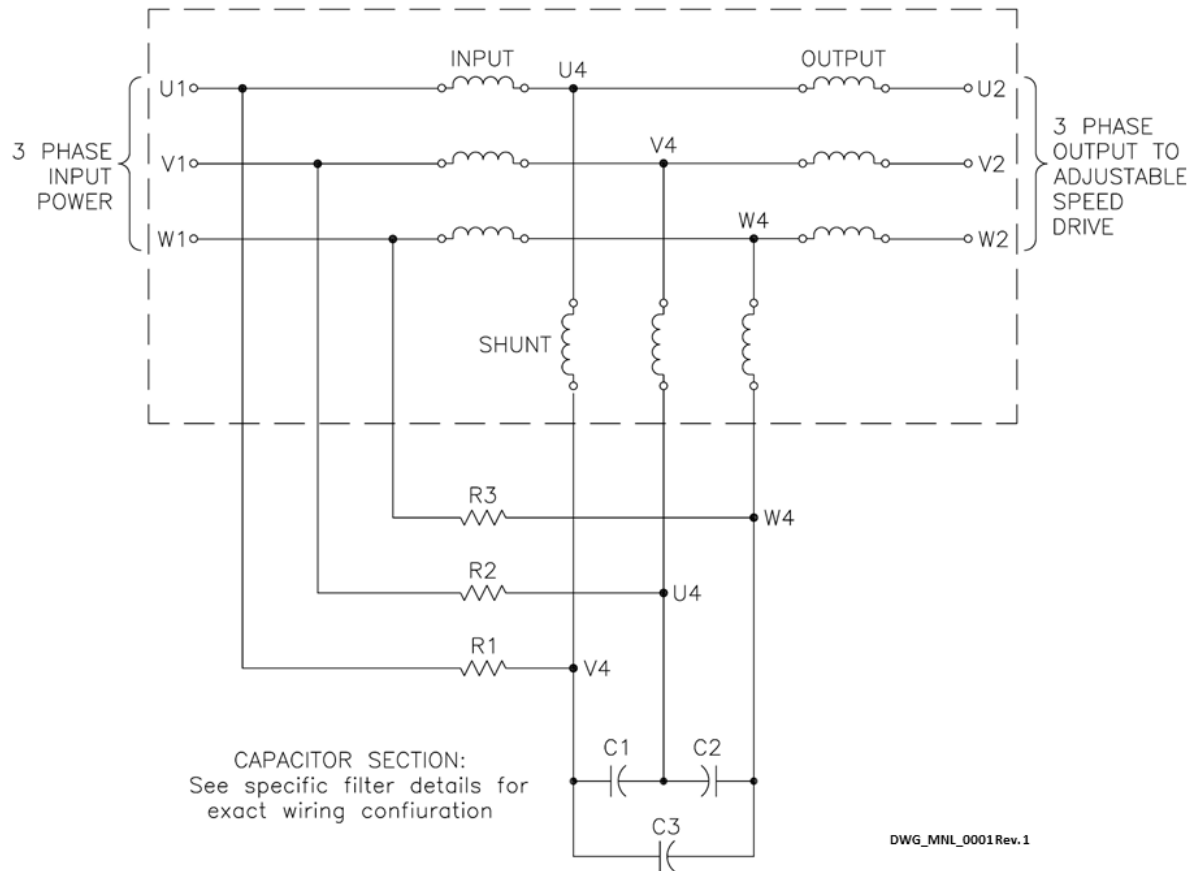 INPUT
OUTPUT
U4
U1
U2
3 PHASE
INPUT
POWER
V1
V4
V2
3 PHASE
OUTPUT TO
ADJUSTABLE
SPEED
DRIVE
W1
W4
W2
SHUNT
R3
W4
R2
U4
R1
V4
CAPACITOR SECTION:
See specific filter details for
exact wiring confiuration
C1
C2
C3
DWG_MNL_0001Rev.1